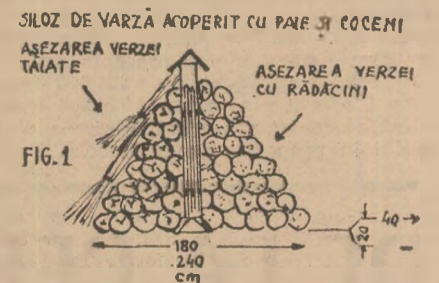 SILOZ DE VARZĂ ACOPERIT CU PAIE ȘI COCENI
AȘEZAREA VERZEI
TĂIATE
AȘEZAREA VERZEI
CU RĂDĂCINI
FIG.1
180
240
cm
40
20